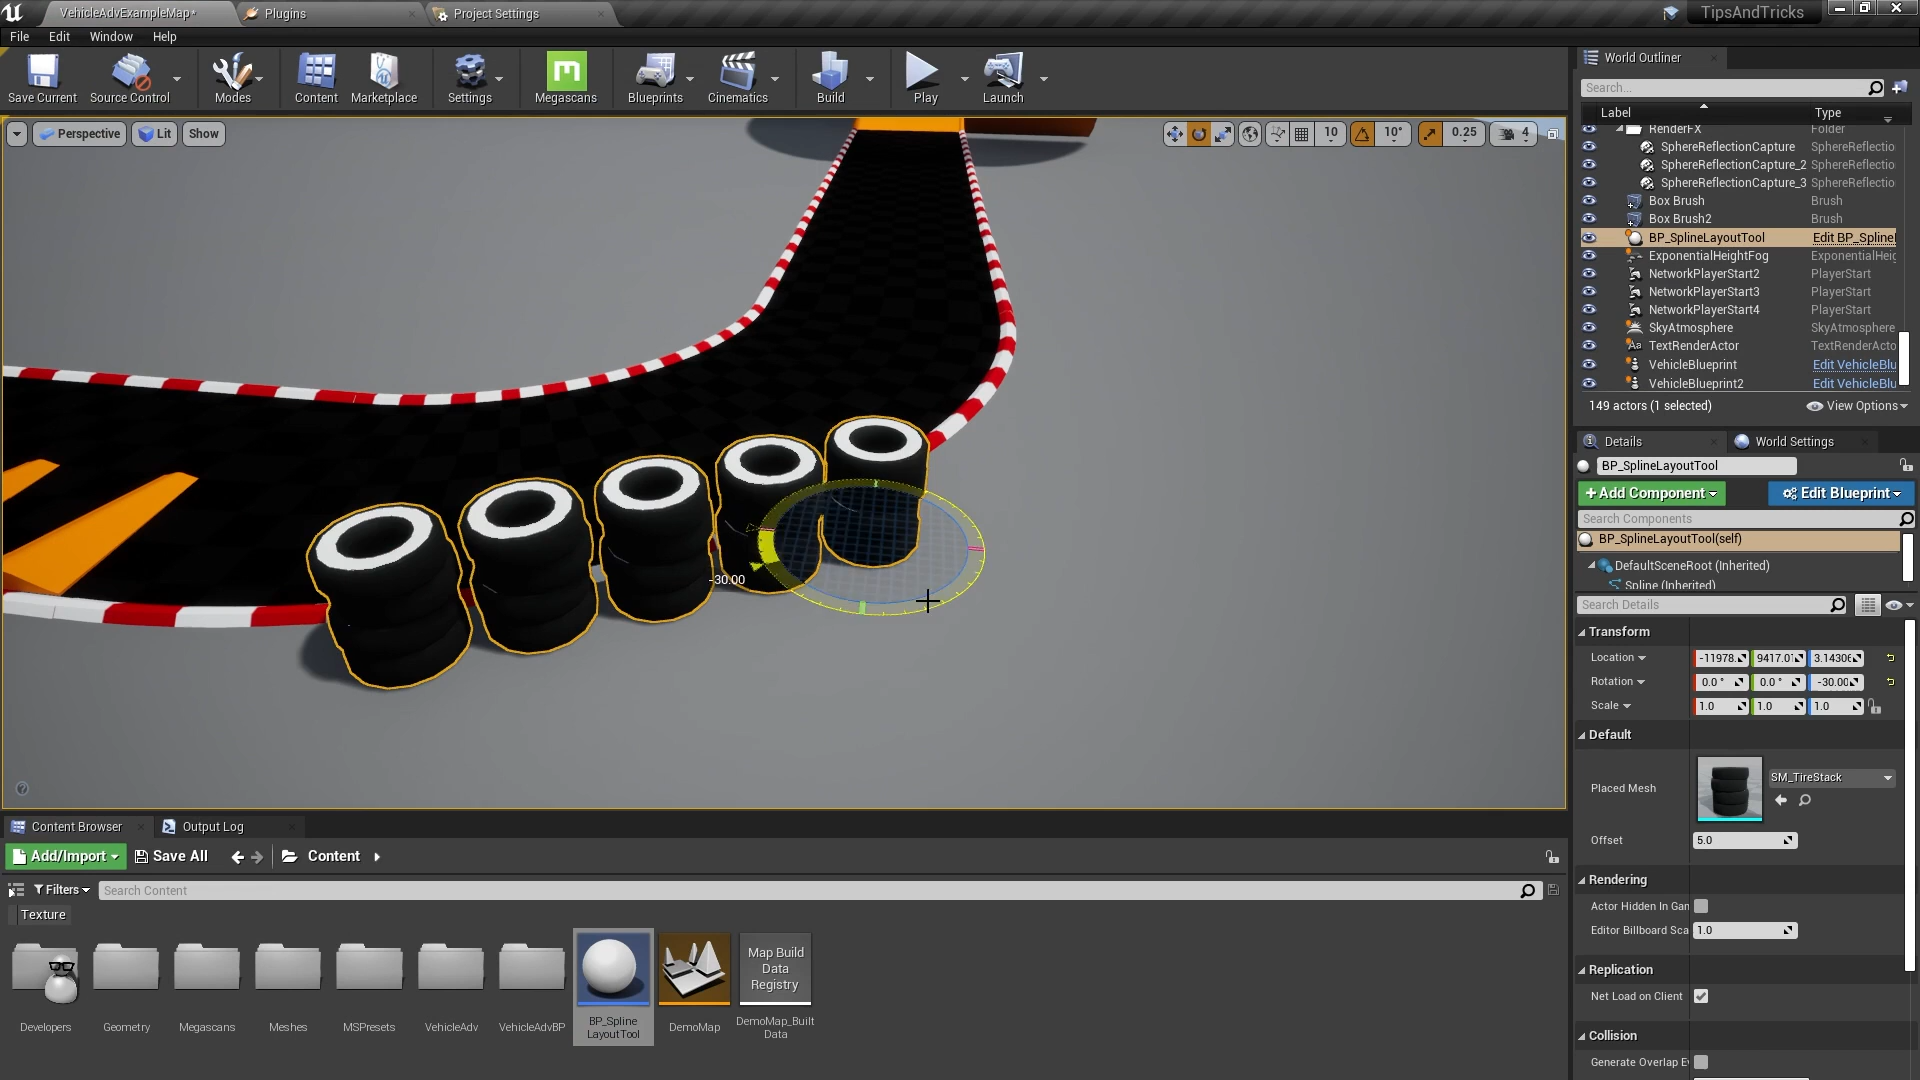 VehicleAdvExampleMap*
Plugins
Project Settings
TipsAndTricks
File Edit Window Help
Save Current
Source Control
Modes
Content
Marketplace
Settings
Megascans
Blueprints
Cinematics
Build
Play
Launch
Perspective
Lit
Show
10
10°
0.25
4
-30.00
World Outliner
Search...
Label Type
RenderFX Folder
SphereReflectionCapture SphereReflectio
SphereReflectionCapture_2 SphereReflectio
SphereReflectionCapture_3 SphereReflectio
Box Brush Brush
Box Brush2 Brush
BP_SplineLayoutTool Edit BP_Splinel
ExponentialHeightFog ExponentialHeig
NetworkPlayerStart2 PlayerStart
NetworkPlayerStart3 PlayerStart
NetworkPlayerStart4 PlayerStart
SkyAtmosphere SkyAtmosphere
TextRenderActor TextRenderActo
VehicleBlueprint Edit VehicleBlu
VehicleBlueprint2 Edit VehicleBlu
149 actors (1 selected)
View Options
Details
World Settings
BP_SplineLayoutTool
+ Add Component
Edit Blueprint
Search Components
BP_SplineLayoutTool(self)
DefaultSceneRoot (Inherited)
Spline (Inherited)
Search Details
Transform
Location -11978. 9417.01 3.14306
Rotation 0.0 ° 0.0 ° -30.00
Scale 1.0 1.0 1.0
Default
Placed Mesh
SM_TireStack
Offset 5.0
Rendering
Actor Hidden In Gan
Editor Billboard Sca 1.0
Replication
Net Load on Client
Collision
Generate Overlap E
Content Browser
Output Log
Add/Import
Save All
Content
Filters
Search Content
Texture
Developers
Geometry
Megascans
Meshes
MSPresets
VehicleAdv
VehicleAdvBP
BP_Spline
LayoutTool
DemoMap
Map Build
Data
Registry
DemoMap_Built
Data